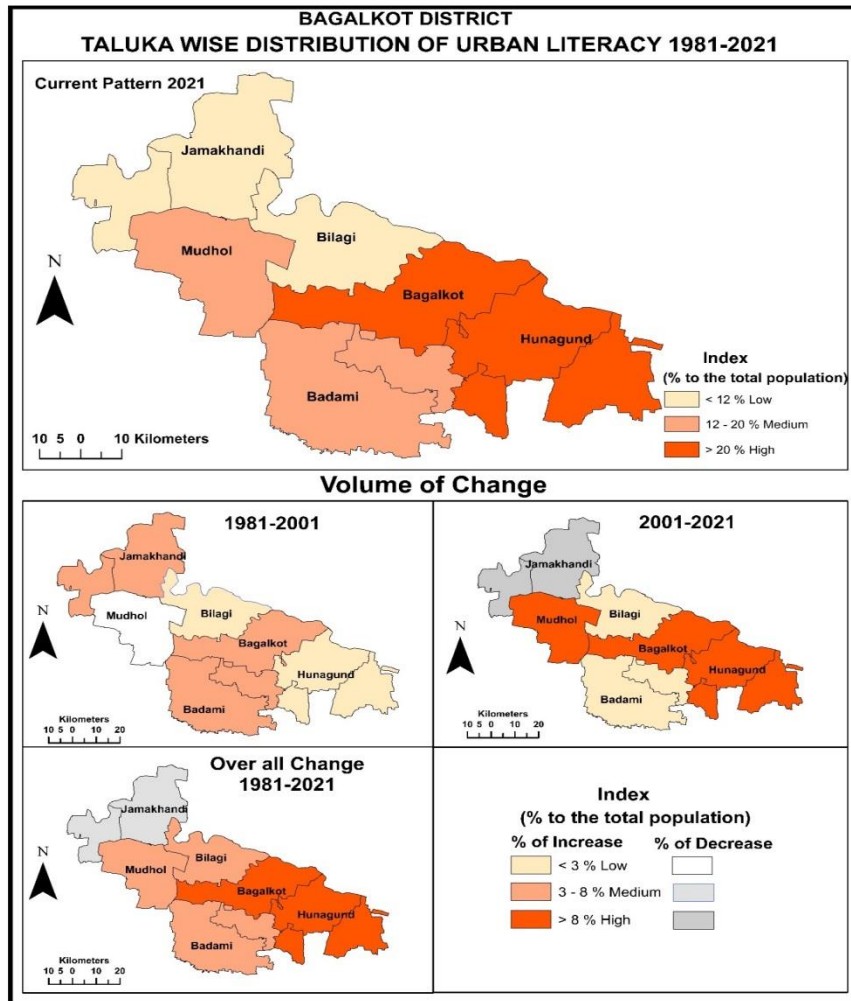 BAGALKOT DISTRICT
TALUKA WISE DISTRIBUTION OF URBAN LITERACY 1981-2021
Current Pattern 2021
Jamakhandi
Mudhol
Bilagi
N
Bagalkot
Hunagund
Badami
Index
(% to the total population)
< 12 % Low
12 - 20 % Medium
> 20 % High
10 5 0 10 Kilometers
Volume of Change
1981-2001
Jamakhandi
Mudhol
Bilagi
N
Bagalkot
Hunagund
Badami
Kilometers
10 5 0 10 20
2001-2021
Jamakhandi
Mudhol
Bilagi
N
Bagalkot
Hunagund
Badami
Kilometers
10 5 0 10 20
Over all Change
1981-2021
Jamakhandi
Mudhol
Bilagi
N
Bagalkot
Hunagund
Badami
Kilometers
10 5 0 10 20
Index
(% to the total population)
% of Increase % of Decrease
< 3 % Low
3 - 8 % Medium
> 8 % High